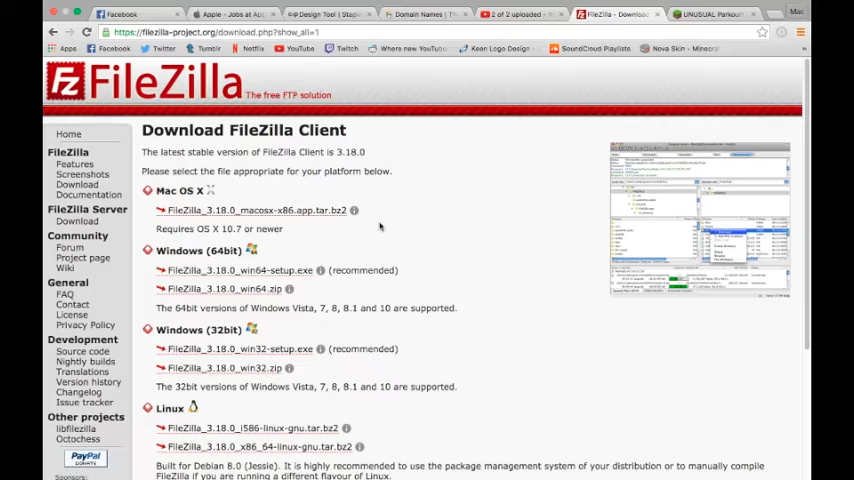 Facebook
Apple - Jobs at App
Design Tool | Staple
Domain Names | Th
2 of 2 uploaded - You
FileZilla - Download
UNUSUAL Parkour
Mac
https://filezilla-project.org/download.php?show_all=1
Apps
Facebook
Twitter
Tumblr
Netflix
YouTube
Twitch
Where new YouTube
Keen Logo Design -
SoundCloud Playlists
Nova Skin - Minecra
FileZilla The free FTP solution
Home
FileZilla
Features
Screenshots
Download
Documentation
FileZilla Server
Download
Community
Forum
Project page
Wiki
General
FAQ
Contact
License
Privacy Policy
Development
Source code
Nightly builds
Translations
Version history
Changelog
Issue tracker
Other projects
libfilezilla
Octochess
PayPal
DONATE
Sponsors:
Download FileZilla Client
The latest stable version of FileZilla Client is 3.18.0
Please select the file appropriate for your platform below.
Mac OS X
FileZilla_3.18.0_macosx-x86.app.tar.bz2
Requires OS X 10.7 or newer
Windows (64bit)
FileZilla_3.18.0_win64-setup.exe (recommended)
FileZilla_3.18.0_win64.zip
The 64bit versions of Windows Vista, 7, 8, 8.1 and 10 are supported.
Windows (32bit)
FileZilla_3.18.0_win32-setup.exe (recommended)
FileZilla_3.18.0_win32.zip
The 32bit versions of Windows Vista, 7, 8, 8.1 and 10 are supported.
Linux
FileZilla_3.18.0_i586-linux-gnu.tar.bz2
FileZilla_3.18.0_x86_64-linux-gnu.tar.bz2
Built for Debian 8.0 (Jessie). It is highly recommended to use the package management system of your distribution or to manually compile
FileZilla if you are running a different flavour of Linux.